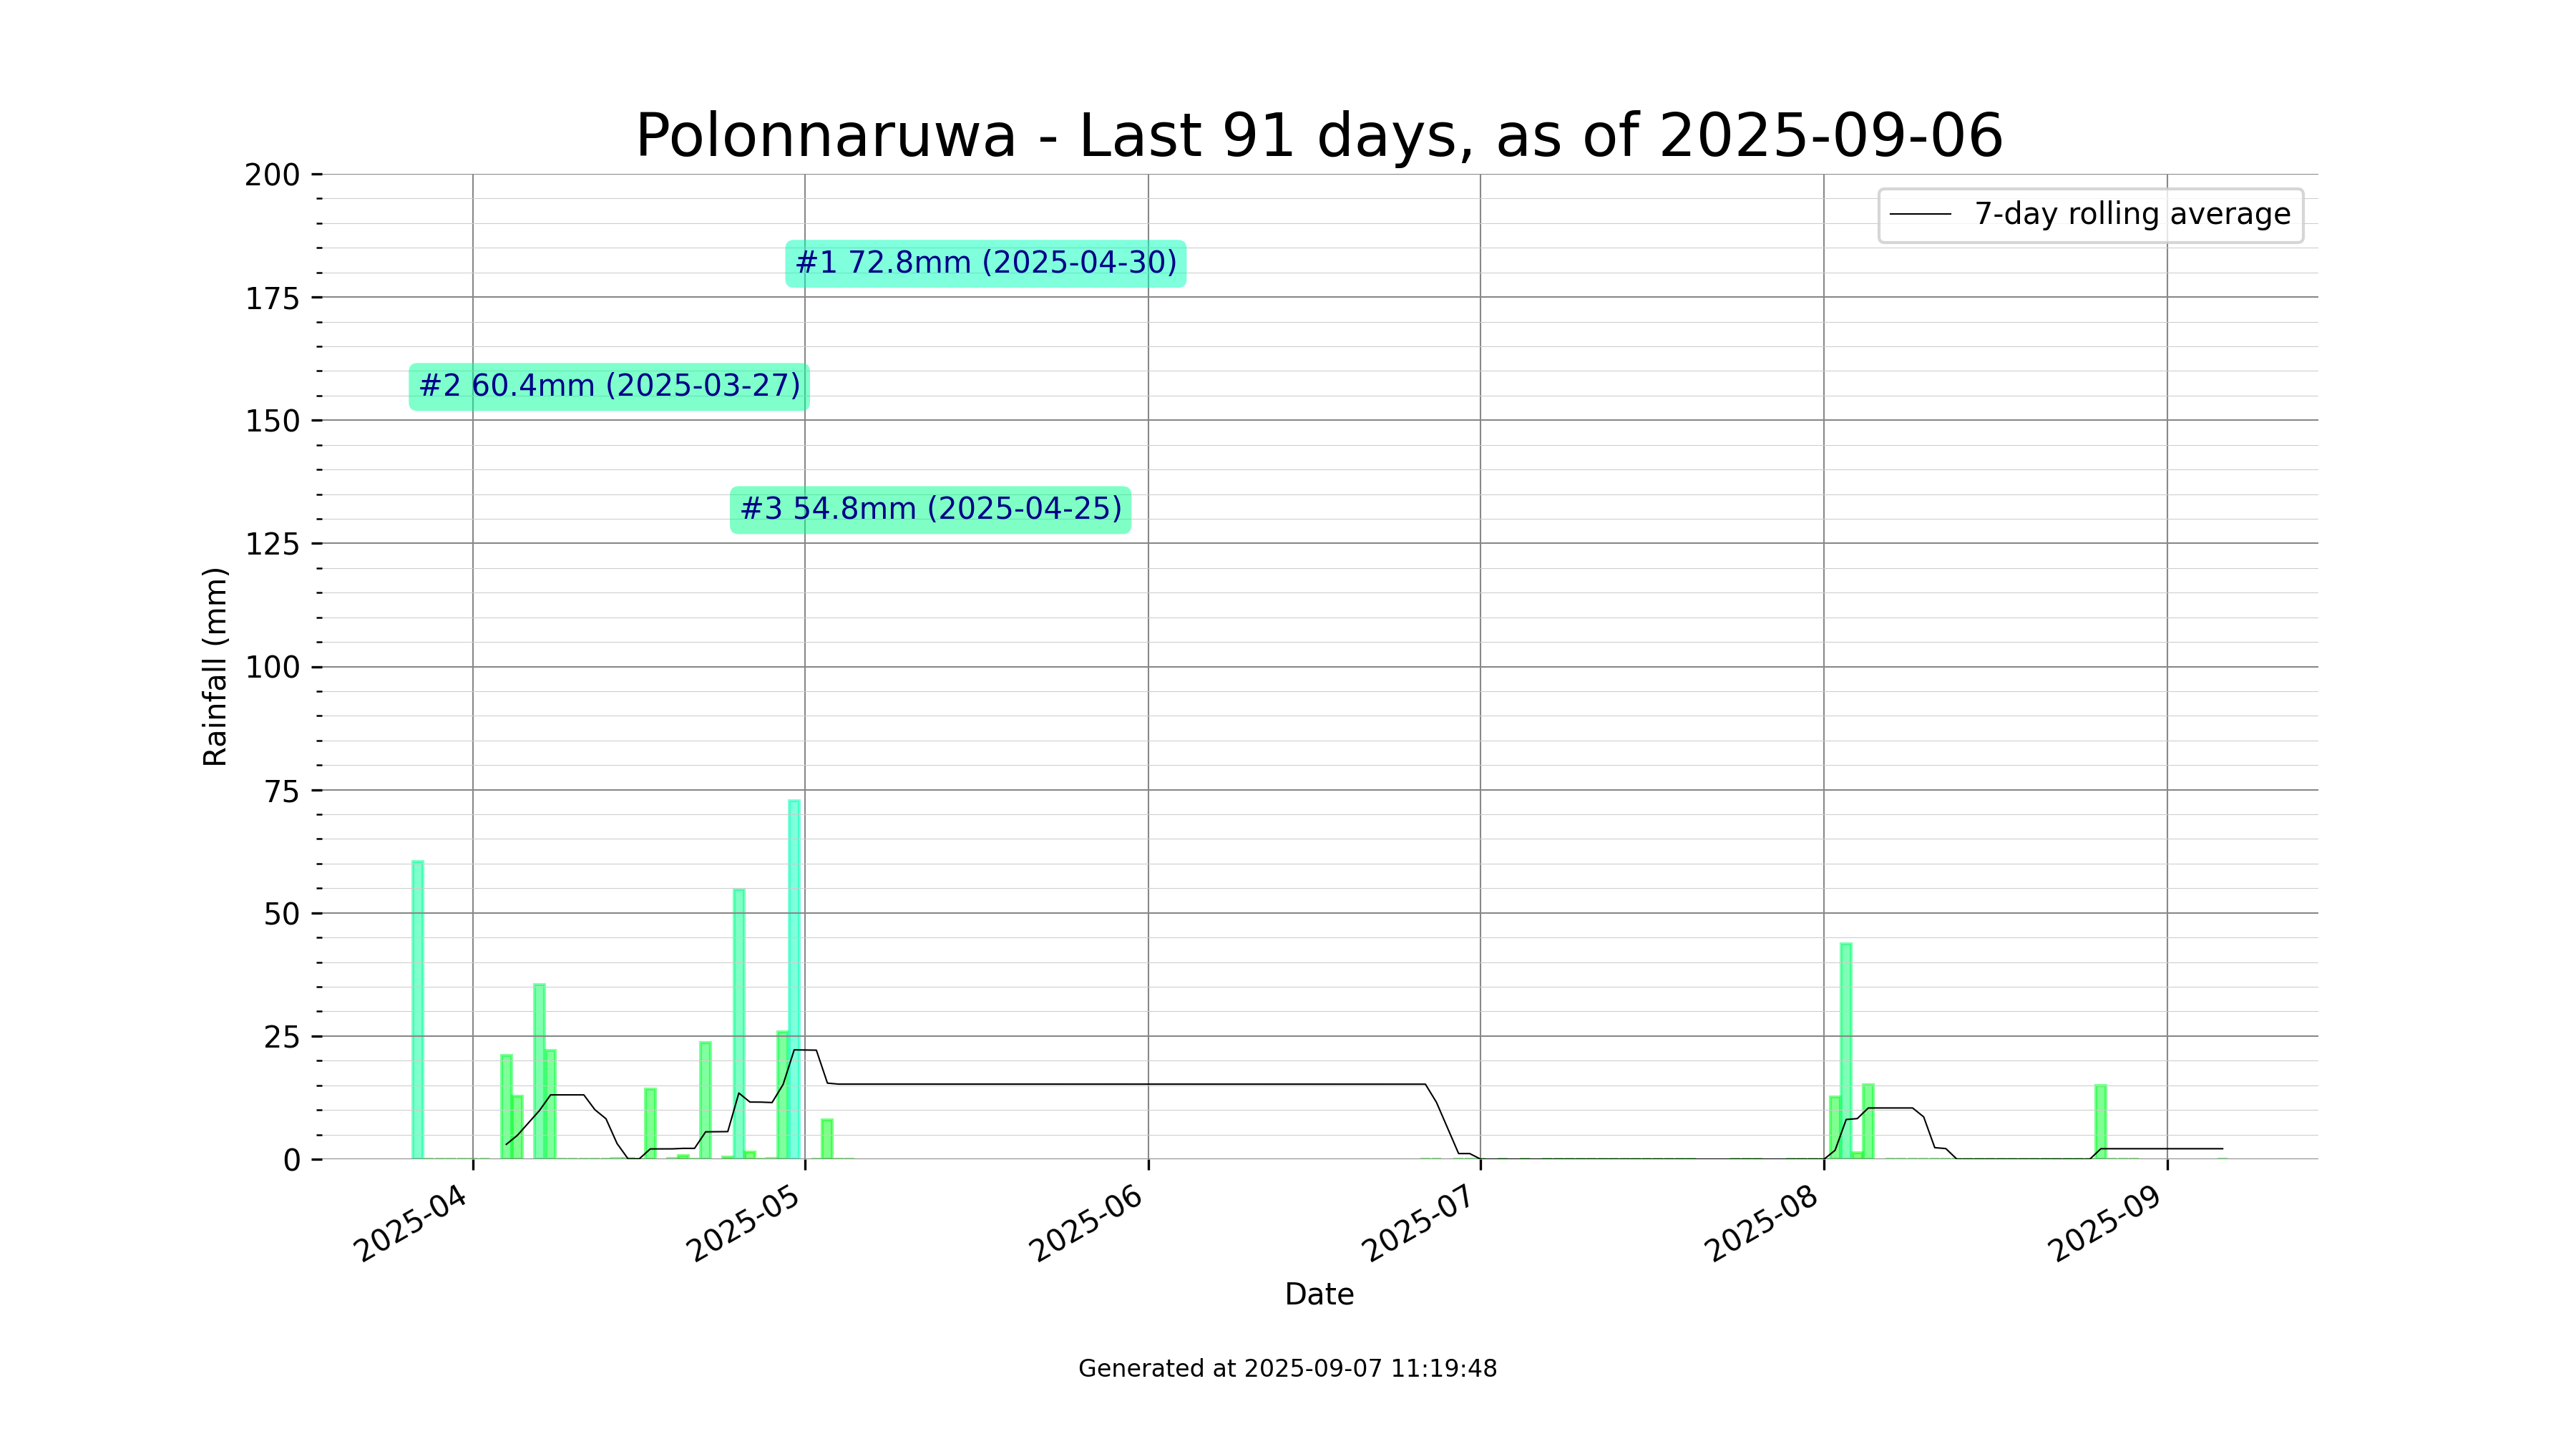 Polonnaruwa - Last 91 days, as of 2025-09-06
7-day rolling average
#1 72.8mm (2025-04-30)
#2 60.4mm (2025-03-27)
#3 54.8mm (2025-04-25)
Rainfall (mm)
200
175
150
125
100
75
50
25
0
2025-04
2025-05
2025-06
2025-07
2025-08
2025-09
Date
Generated at 2025-09-07 11:19:48